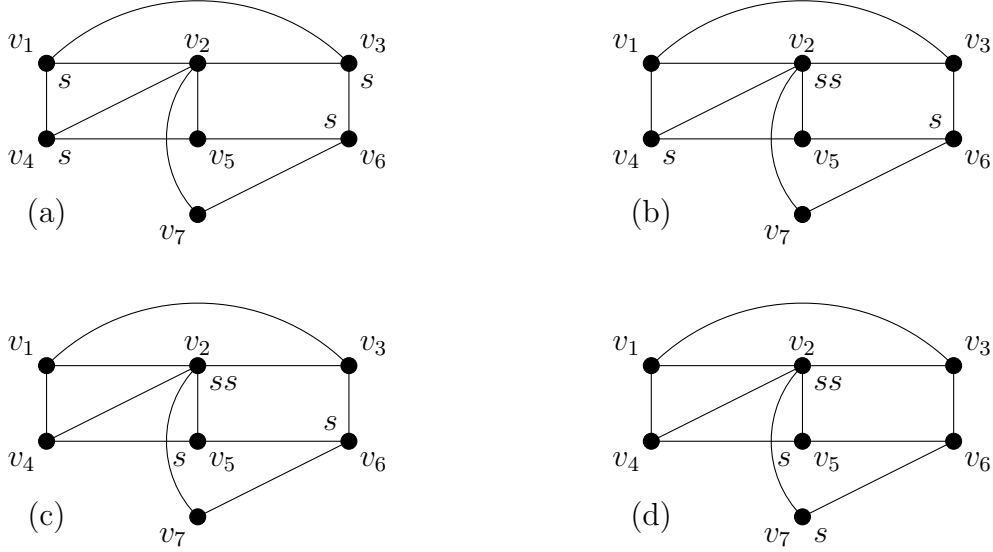 v₁ v₂ v₃
s s
s
v₄ s v₅ v₆
(a) v₇
v₁ v₂ v₃
ss
s
v₄ s v₅ v₆
(b) v₇
v₁ v₂ v₃
ss
s
v₄ s v₅ v₆
(c) v₇
v₁ v₂ v₃
ss
v₄ s v₅ v₆
(d) v₇ s